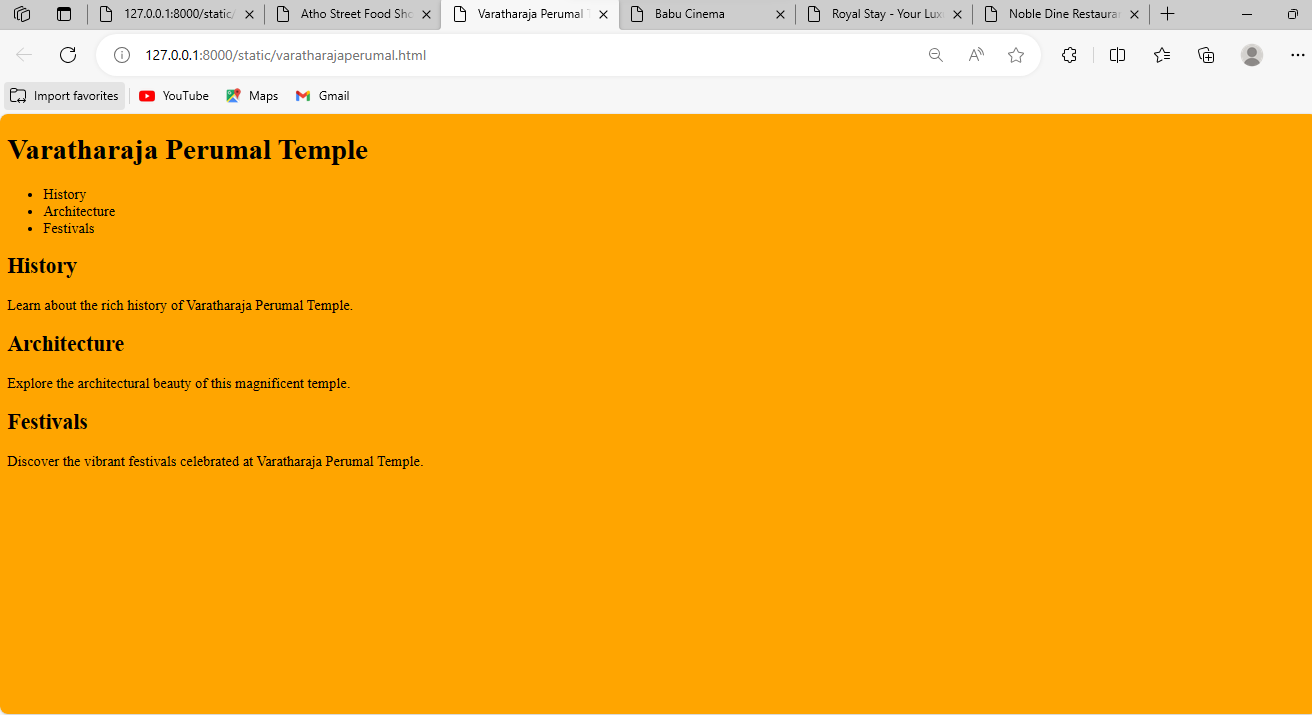 127.0.0.1:8000/static/ Atho Street Food Sho Varatharaja Perumal T Babu Cinema Royal Stay - Your Luxu Noble Dine Restauran
127.0.0.1:8000/static/varatharajaperumal.html
Import favorites YouTube Maps Gmail
Varatharaja Perumal Temple
• History
• Architecture
• Festivals
History
Learn about the rich history of Varatharaja Perumal Temple.
Architecture
Explore the architectural beauty of this magnificent temple.
Festivals
Discover the vibrant festivals celebrated at Varatharaja Perumal Temple.